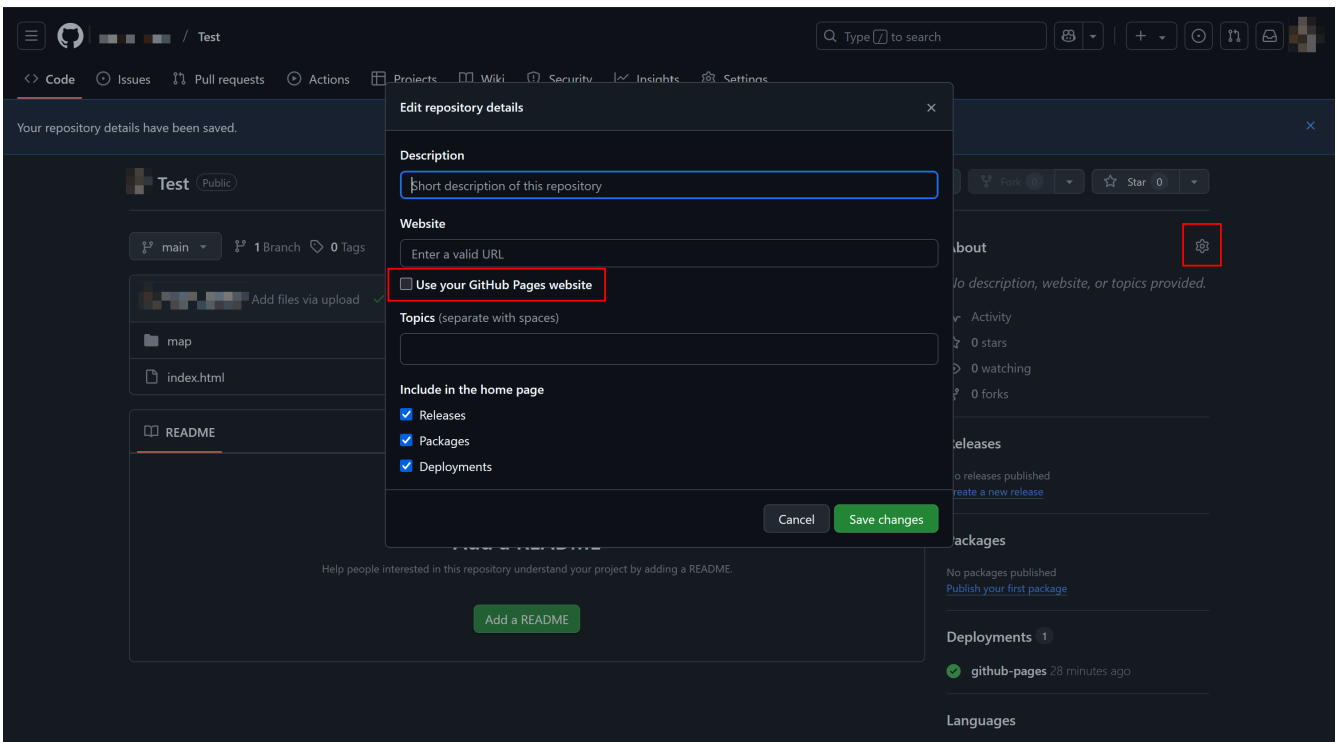 / Test
Type / to search
Code Issues Pull requests Actions Projects Wiki Security Insights Settings
Your repository details have been saved.
Edit repository details
Description
Short description of this repository
Website
Enter a valid URL
Use your GitHub Pages website
Topics (separate with spaces)
Include in the home page
Releases
Packages
Deployments
Cancel Save changes
Test Public
Fork 0
Star 0
main 1 Branch 0 Tags
Add files via upload
map
index.html
README
Add a README
Help people interested in this repository understand your project by adding a README.
Add a README
About
No description, website, or topics provided.
Activity
0 stars
0 watching
0 forks
Releases
No releases published
Create a new release
Packages
No packages published
Publish your first package
Deployments 1
github-pages 28 minutes ago
Languages